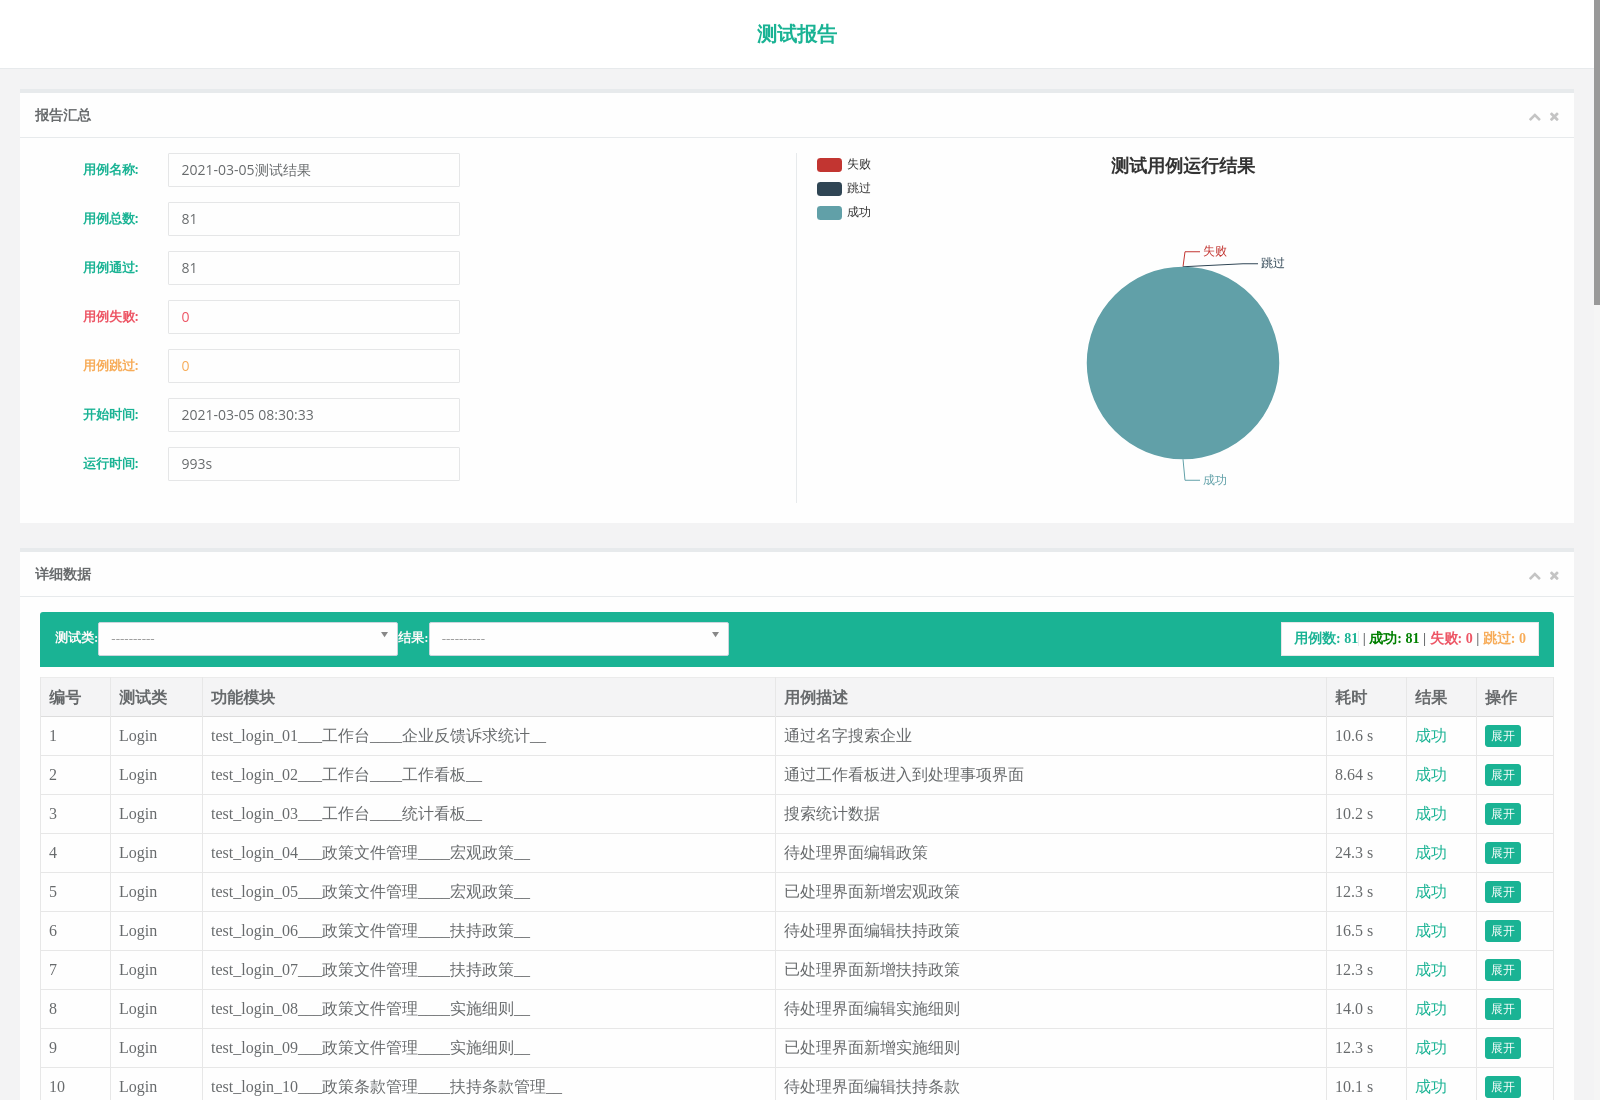 测试报告
报告汇总
用例名称: 2021-03-05测试结果
用例总数: 81
用例通过: 81
用例失败: 0
用例跳过: 0
开始时间: 2021-03-05 08:30:33
运行时间: 993s
失败
跳过
成功
测试用例运行结果
失败
跳过
成功
详细数据
测试类: ---------- 结果: ---------- 用例数: 81 | 成功: 81 | 失败: 0 | 跳过: 0
编号 测试类 功能模块 用例描述 耗时 结果 操作
1 Login test_login_01___工作台____企业反馈诉求统计__ 通过名字搜索企业 10.6 s 成功 展开
2 Login test_login_02___工作台____工作看板__ 通过工作看板进入到处理事项界面 8.64 s 成功 展开
3 Login test_login_03___工作台____统计看板__ 搜索统计数据 10.2 s 成功 展开
4 Login test_login_04___政策文件管理____宏观政策__ 待处理界面编辑政策 24.3 s 成功 展开
5 Login test_login_05___政策文件管理____宏观政策__ 已处理界面新增宏观政策 12.3 s 成功 展开
6 Login test_login_06___政策文件管理____扶持政策__ 待处理界面编辑扶持政策 16.5 s 成功 展开
7 Login test_login_07___政策文件管理____扶持政策__ 已处理界面新增扶持政策 12.3 s 成功 展开
8 Login test_login_08___政策文件管理____实施细则__ 待处理界面编辑实施细则 14.0 s 成功 展开
9 Login test_login_09___政策文件管理____实施细则__ 已处理界面新增实施细则 12.3 s 成功 展开
10 Login test_login_10___政策条款管理____扶持条款管理__ 待处理界面编辑扶持条款 10.1 s 成功 展开